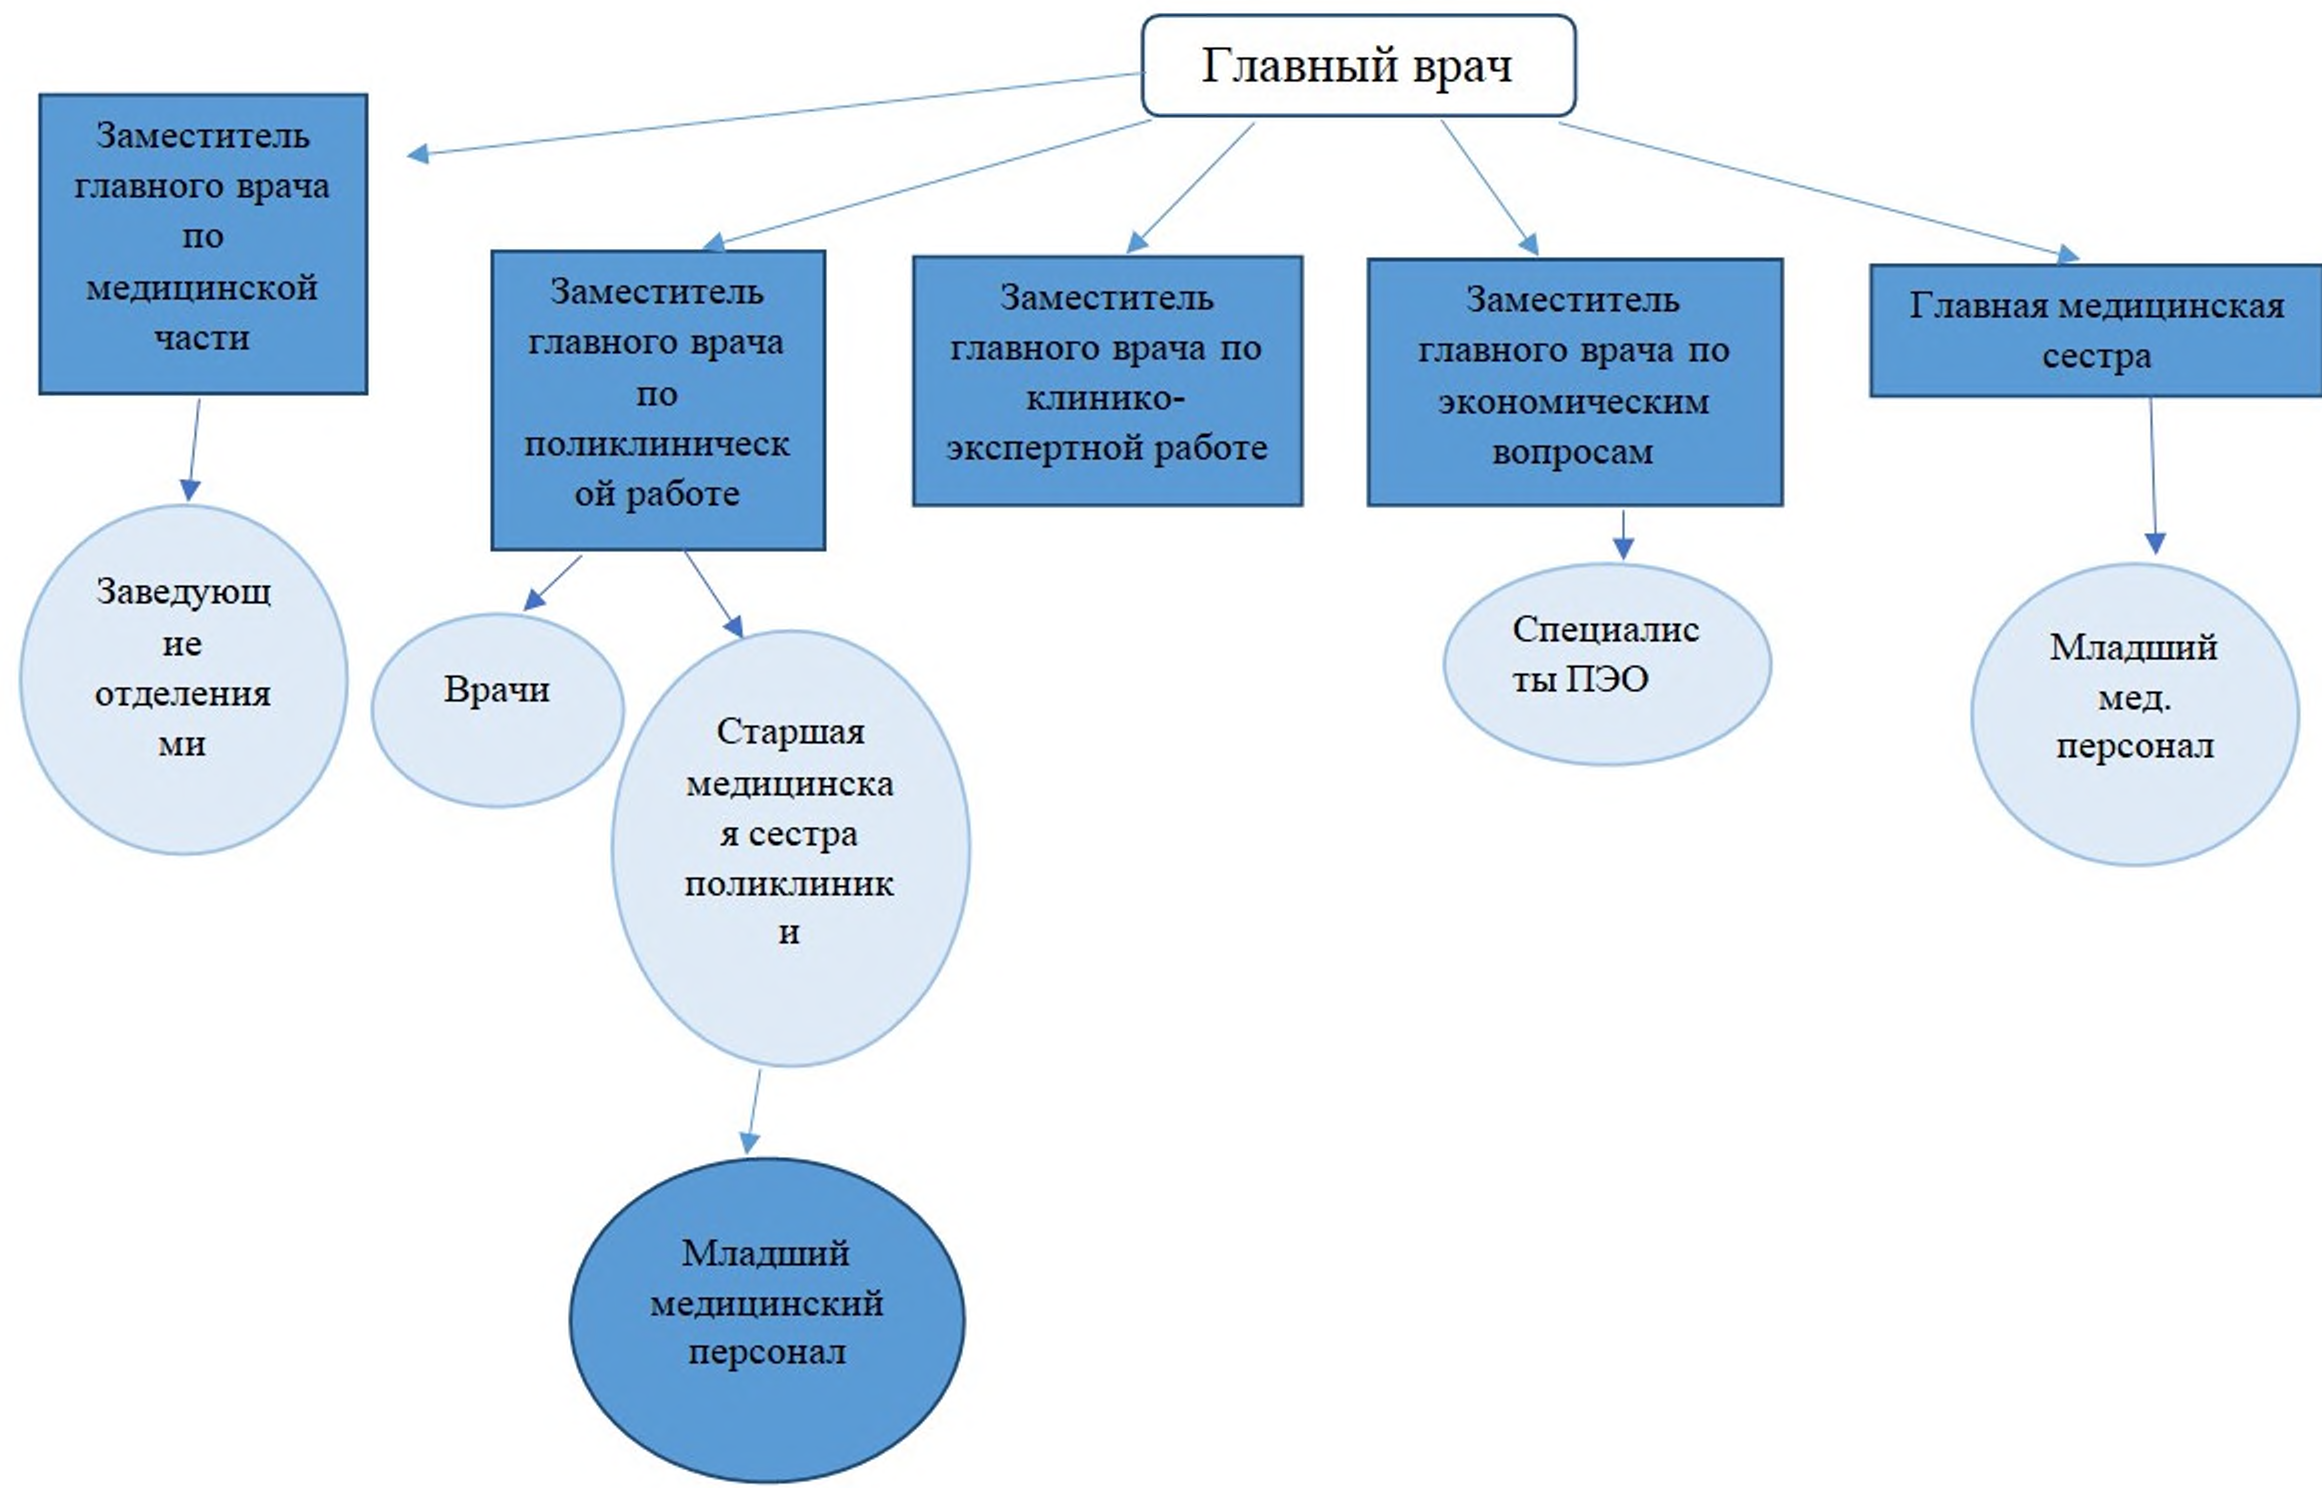 Главный врач
Заместитель
главного врача
по
медицинской
части
Заместитель
главного врача
по
поликлиническ
ой работе
Заместитель
главного врача по
клинико-
экспертной работе
Заместитель
главного врача по
экономическим
вопросам
Главная медицинская
сестра
Заведующ
ие
отделения
ми
Врачи
Старшая
медицинска
я сестра
поликлиник
и
Специалис
ты ПЭО
Младший
мед.
персонал
Младший
медицинский
персонал